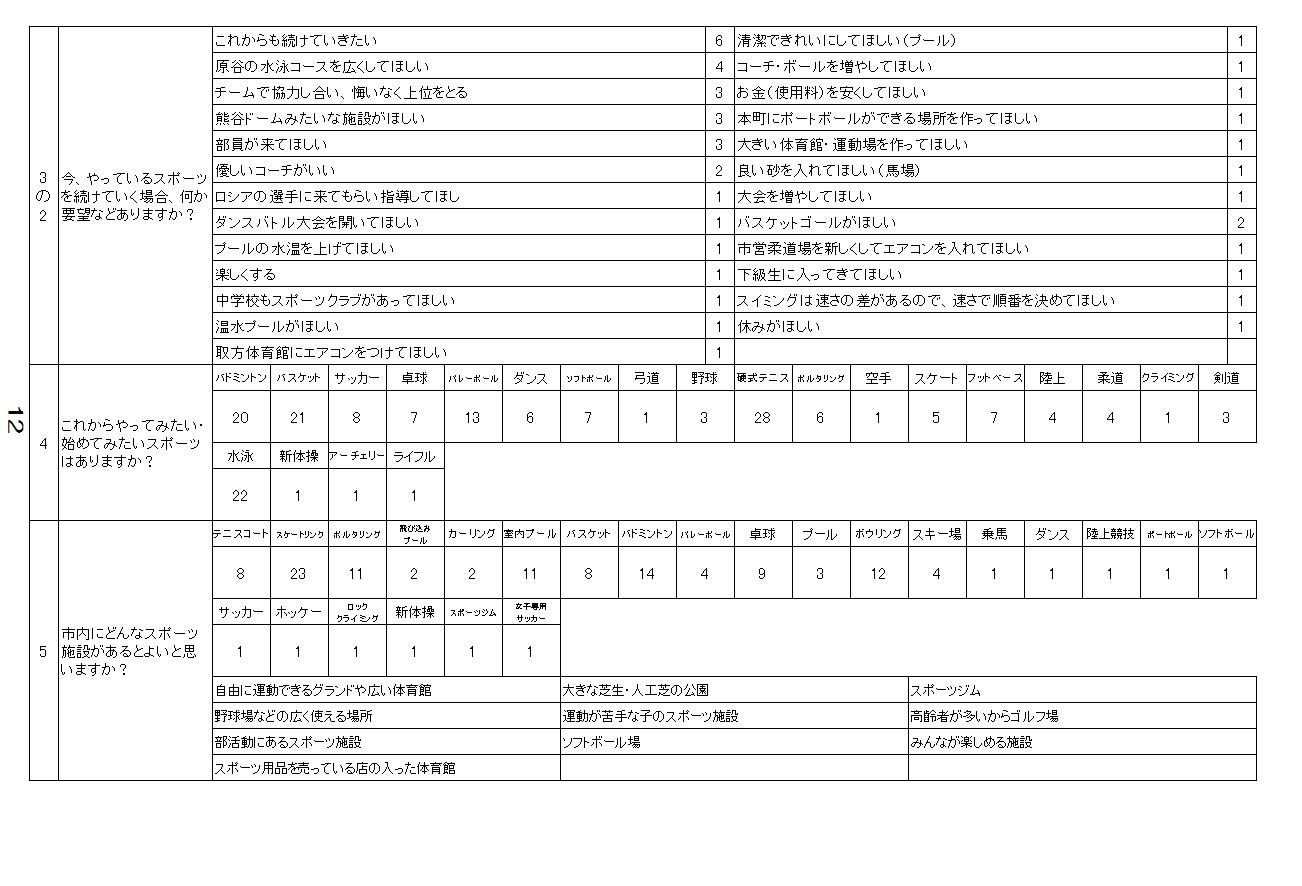 3の2
今、やっているスポーツ
を続けていく場合、何か
要望などありますか？
これからも続けていきたい 6 清潔できれいにしてほしい（プール） 1
原谷の水泳コースを広くしてほしい 4 コーチ・ボールを増やしてほしい 1
チームで協力し合い、悔いなく上位をとる 3 お金（使用料）を安くしてほしい 1
熊谷ドームみたいな施設がほしい 3 本町にポートボールができる場所を作ってほしい 1
部員が来てほしい 3 大きい体育館・運動場を作ってほしい 1
優しいコーチがいい 2 良い砂を入れてほしい（馬場） 1
ロシアの選手に来てもらい指導してほし 1 大会を増やしてほしい 1
ダンスバトル大会を開いてほしい 1 バスケットゴールがほしい 2
プールの水温を上げてほしい 1 市営柔道場を新しくしてエアコンを入れてほしい 1
楽しくする 1 下級生に入ってきてほしい 1
中学校もスポーツクラブがあってほしい 1 スイミングは速さの差があるので、速さで順番を決めてほしい 1
温水プールがほしい 1 休みがほしい 1
取方体育館にエアコンをつけてほしい 1
4
これからやってみたい・
始めてみたいスポーツ
はありますか？
バドミントン バスケット サッカー 卓球 バレーボール ダンス ソフトボール 弓道 野球 硬式テニス ボルタリング 空手 スケート フットベース 陸上 柔道 クライミング 剣道
20 21 8 7 13 6 7 1 3 28 6 1 5 7 4 4 1 3
水泳 新体操 アーチェリー ライフル
22 1 1 1
5
市内にどんなスポーツ
施設があるとよいと思
いますか？
テニスコート スケートリンク ボルタリング 飛び込みプール カーリング 室内プール バスケット バドミントン バレーボール 卓球 プール ボウリング スキー場 乗馬 ダンス 陸上競技 ポートボール ソフトボール
8 23 11 2 2 11 8 14 4 9 3 12 4 1 1 1 1 1
サッカー ホッケー ロッククライミング 新体操 スポーツジム 女子専用サッカー
1 1 1 1 1 1
自由に運動できるグランドや広い体育館 大きな芝生・人工芝の公園 スポーツジム
野球場などの広く使える場所 運動が苦手な子のスポーツ施設 高齢者が多いからゴルフ場
部活動にあるスポーツ施設 ソフトボール場 みんなが楽しめる施設
スポーツ用品を売っている店の入った体育館
12